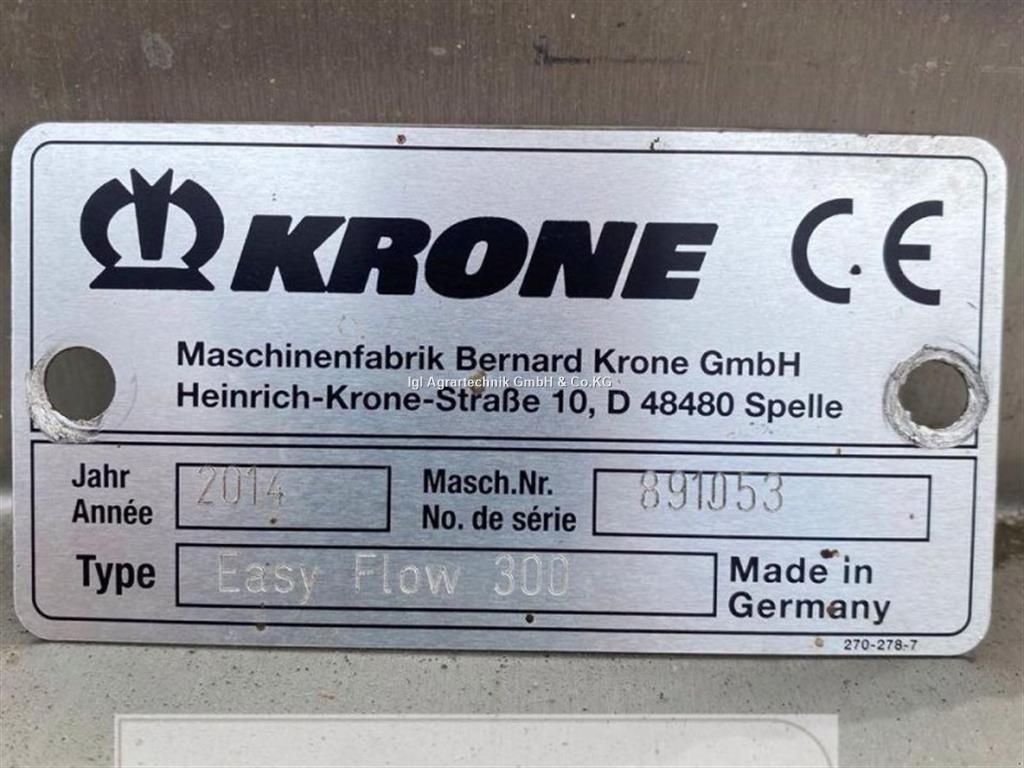 KRONE CE
Maschinenfabrik Bernard Krone GmbH
Igl Agrartechnik GmbH & Co.KG
Heinrich-Krone-Straße 10, D 48480 Spelle
Jahr 2014 Masch.Nr. 891053
Année No. de série
Type Easy Flow 300 Made in
Germany
270-278-7